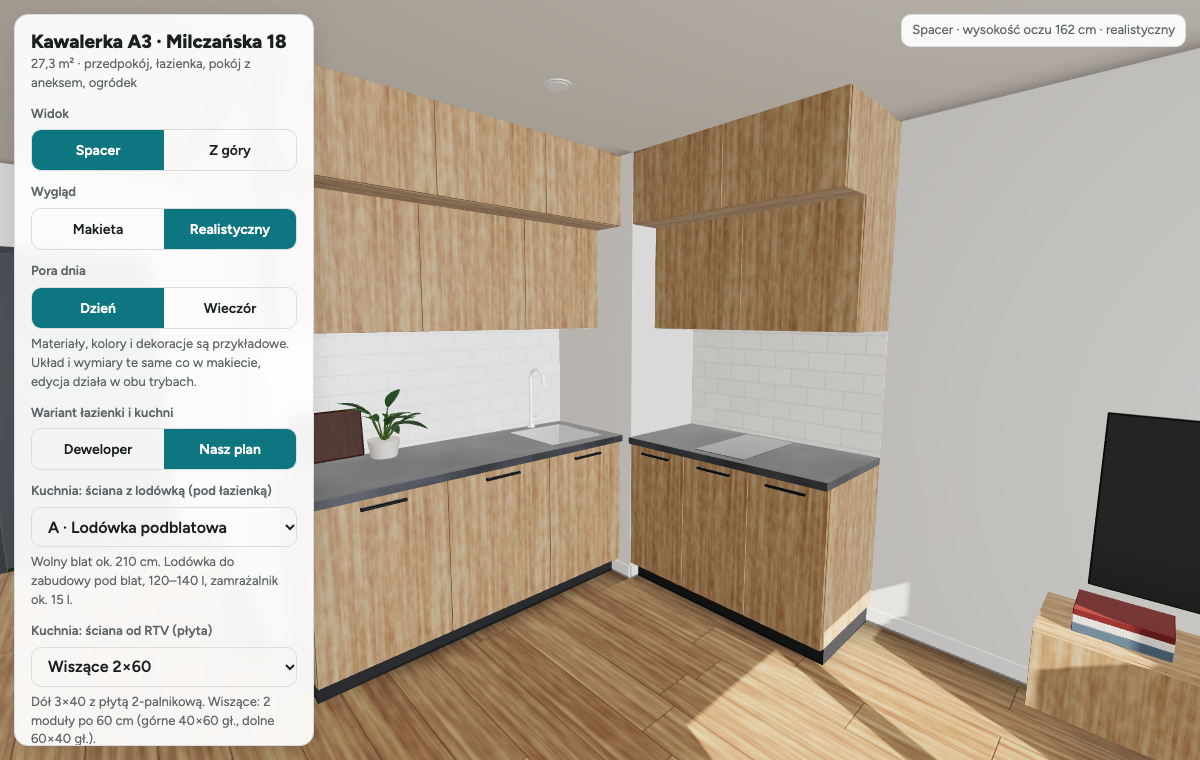 Kawalerka A3 · Milczańska 18
27,3 m² · przedpokój, łazienka, pokój z
aneksem, ogródek
Widok
Spacer
Z góry
Wygląd
Makieta
Realistyczny
Pora dnia
Dzień
Wieczór
Materiały, kolory i dekoracje są przykładowe.
Układ i wymiary te same co w makiecie,
edycja działa w obu trybach.
Wariant łazienki i kuchni
Deweloper
Nasz plan
Kuchnia: ściana z lodówką (pod łazienką)
A · Lodówka podblatowa
Wolny blat ok. 210 cm. Lodówka do
zabudowy pod blat, 120–140 l, zamrażalnik
ok. 15 l.
Kuchnia: ściana od RTV (płyta)
Wiszące 2×60
Dół 3×40 z płytą 2-palnikową. Wiszące: 2
moduły po 60 cm (górne 40×60 gł., dolne
60×40 gł.).
Spacer · wysokość oczu 162 cm · realistyczny